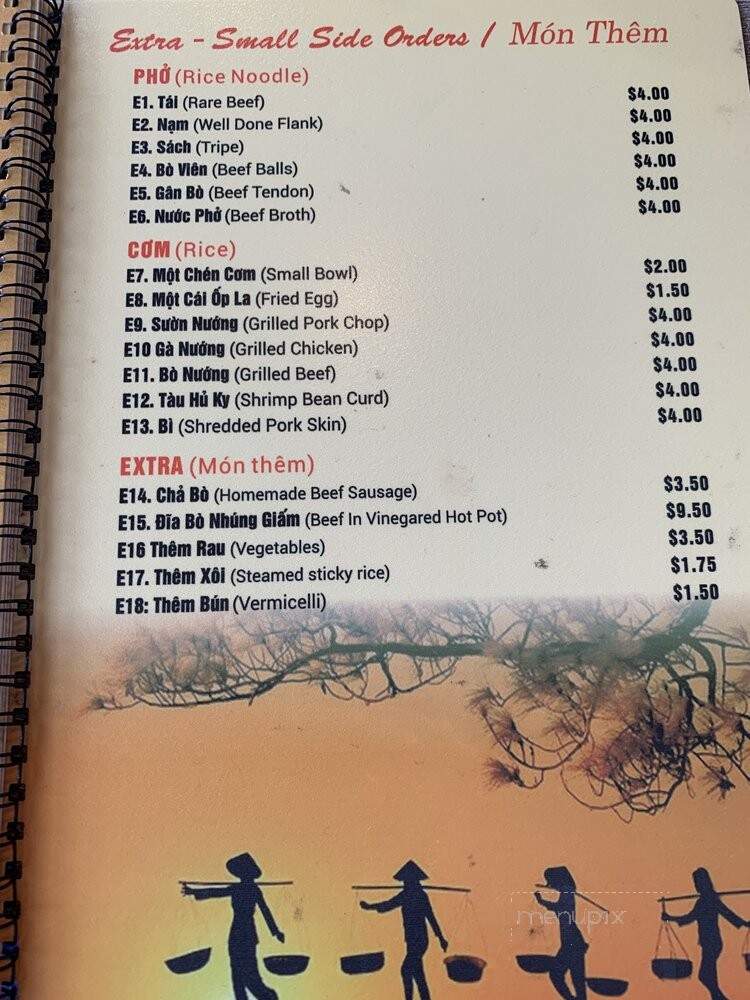 Extra - Small Side Orders / Món Thêm
PHỞ (Rice Noodle)
E1. Tái (Rare Beef) $4.00
E2. Nạm (Well Done Flank) $4.00
E3. Sách (Tripe) $4.00
E4. Bò Viên (Beef Balls) $4.00
E5. Gân Bò (Beef Tendon) $4.00
E6. Nước Phở (Beef Broth) $4.00
CƠM (Rice)
E7. Một Chén Cơm (Small Bowl) $2.00
E8. Một Cái Ốp La (Fried Egg) $1.50
E9. Sườn Nướng (Grilled Pork Chop) $4.00
E10 Gà Nướng (Grilled Chicken) $4.00
E11. Bò Nướng (Grilled Beef) $4.00
E12. Tàu Hủ Ky (Shrimp Bean Curd) $4.00
E13. Bì (Shredded Pork Skin) $4.00
EXTRA (Món thêm)
E14. Chả Bò (Homemade Beef Sausage) $3.50
E15. Đĩa Bò Nhúng Giấm (Beef In Vinegared Hot Pot) $9.50
E16 Thêm Rau (Vegetables) $3.50
E17. Thêm Xôi (Steamed sticky rice) $1.75
E18: Thêm Bún (Vermicelli) $1.50
menupix